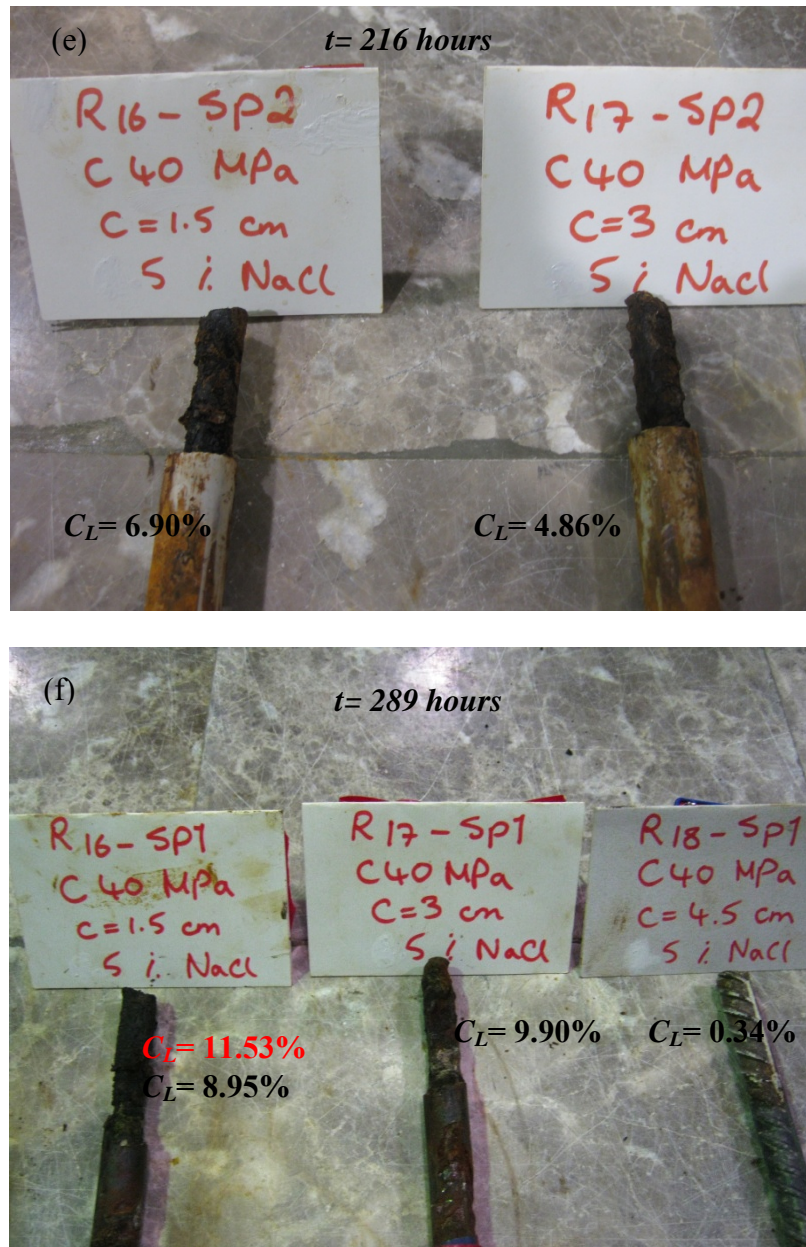 (e)
t= 216 hours
R16 - SP2
C 40 MPa
C = 1.5 cm
5 % NaCl
R17 - SP2
C 40 MPa
C = 3 cm
5 % NaCl
CL= 6.90%
CL= 4.86%
(f)
t= 289 hours
R16 - SP1
C 40 MPa
C = 1.5 cm
5 % NaCl
R17 - SP1
C40 MPa
C = 3 cm
5 % NaCl
R18 - SP1
C40 MPa
C = 4.5 cm
5 % NaCl
CL= 11.53%
CL= 8.95%
CL= 9.90%
CL= 0.34%